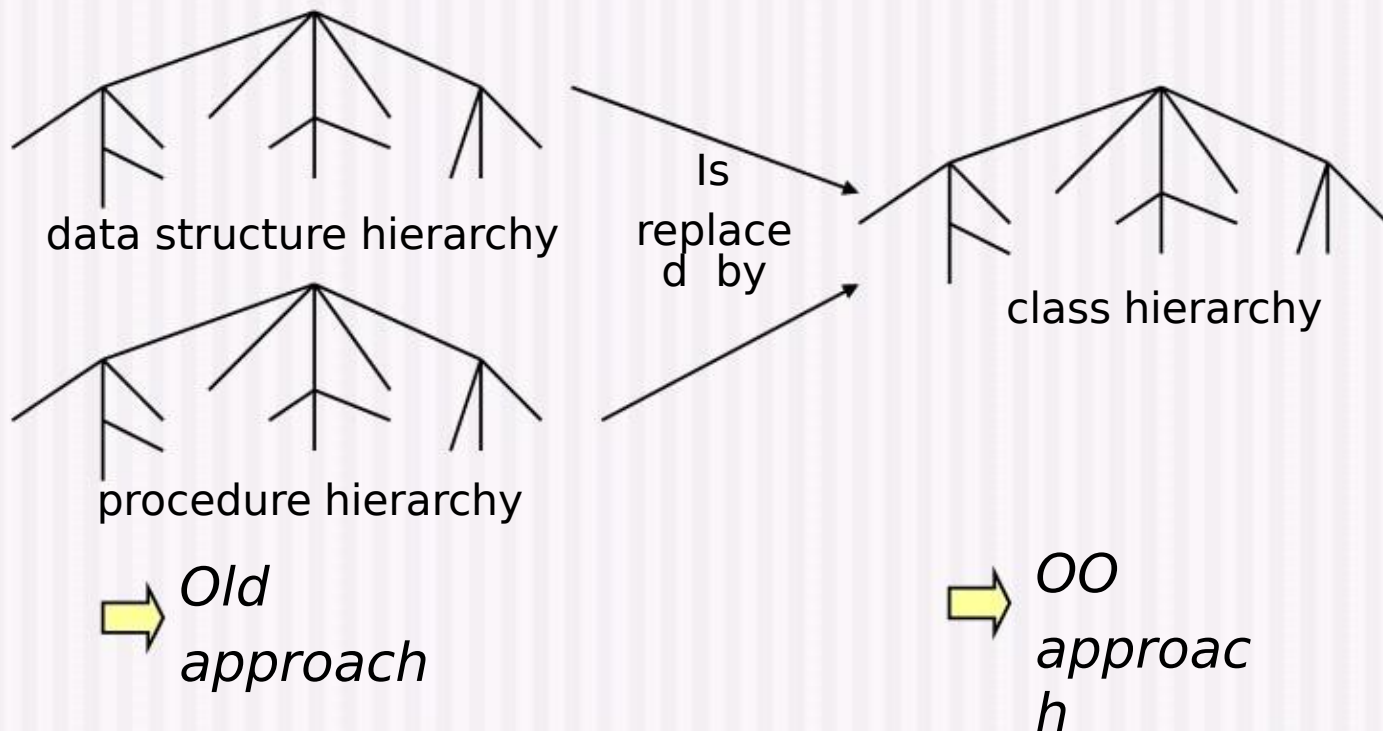 data structure hierarchy
Is
replace
d by
class hierarchy
procedure hierarchy
Old
approach
OO
approac
h